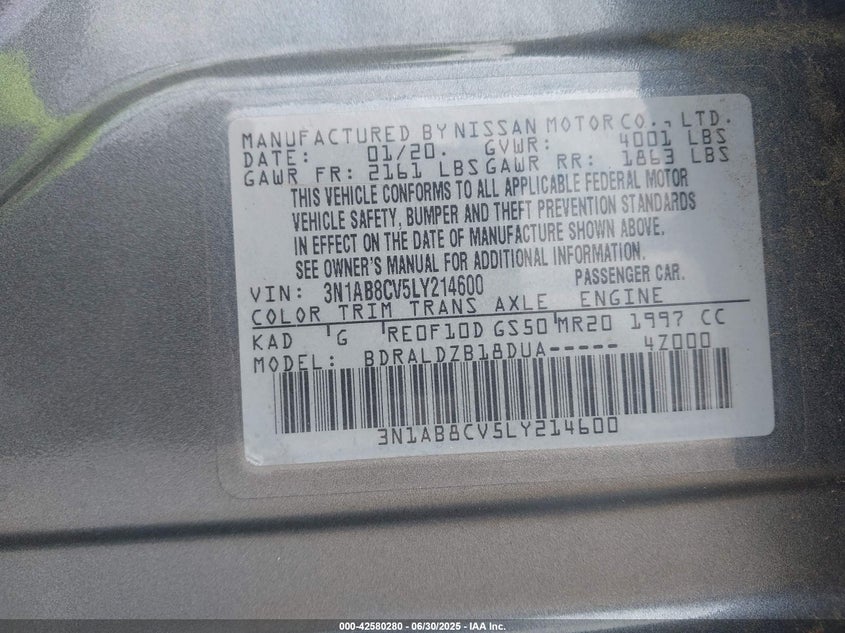 MANUFACTURED BY NISSAN MOTOR CO., LTD.
DATE: 01/20. GVWR: 4001 LBS
GAWR FR: 2161 LBS GAWR RR: 1863 LBS
THIS VEHICLE CONFORMS TO ALL APPLICABLE FEDERAL MOTOR
VEHICLE SAFETY, BUMPER AND THEFT PREVENTION STANDARDS
IN EFFECT ON THE DATE OF MANUFACTURE SHOWN ABOVE.
SEE OWNER'S MANUAL FOR ADDITIONAL INFORMATION.
VIN: 3N1AB8CV5LY214600 PASSENGER CAR.
COLOR TRIM TRANS AXLE ENGINE
KAD G RE0F10D GS50 MR20 1997 CC
MODEL: BDRALDZB18DUA----- 4Z000
3N1AB8CV5LY214600
000-42580280 - 06/30/2025 - IAA Inc.